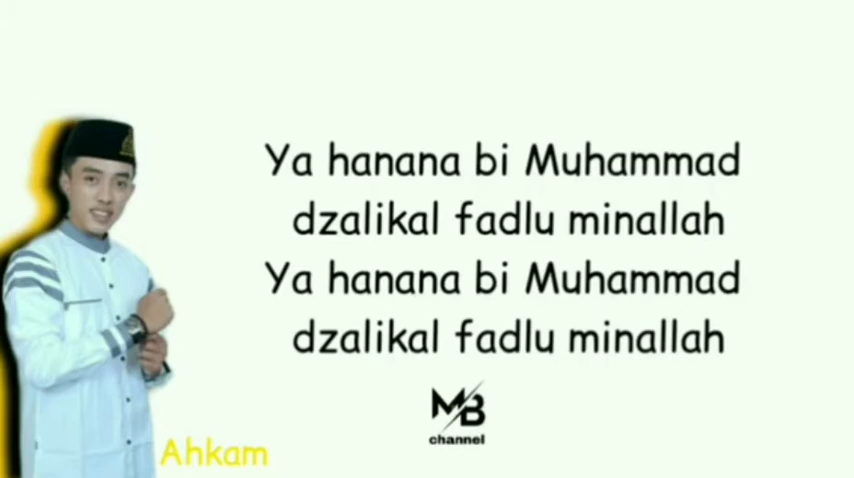 Ya hanana bi Muhammad
dzalikal fadlu minallah
Ya hanana bi Muhammad
dzalikal fadlu minallah
MB
channel
Ahkam